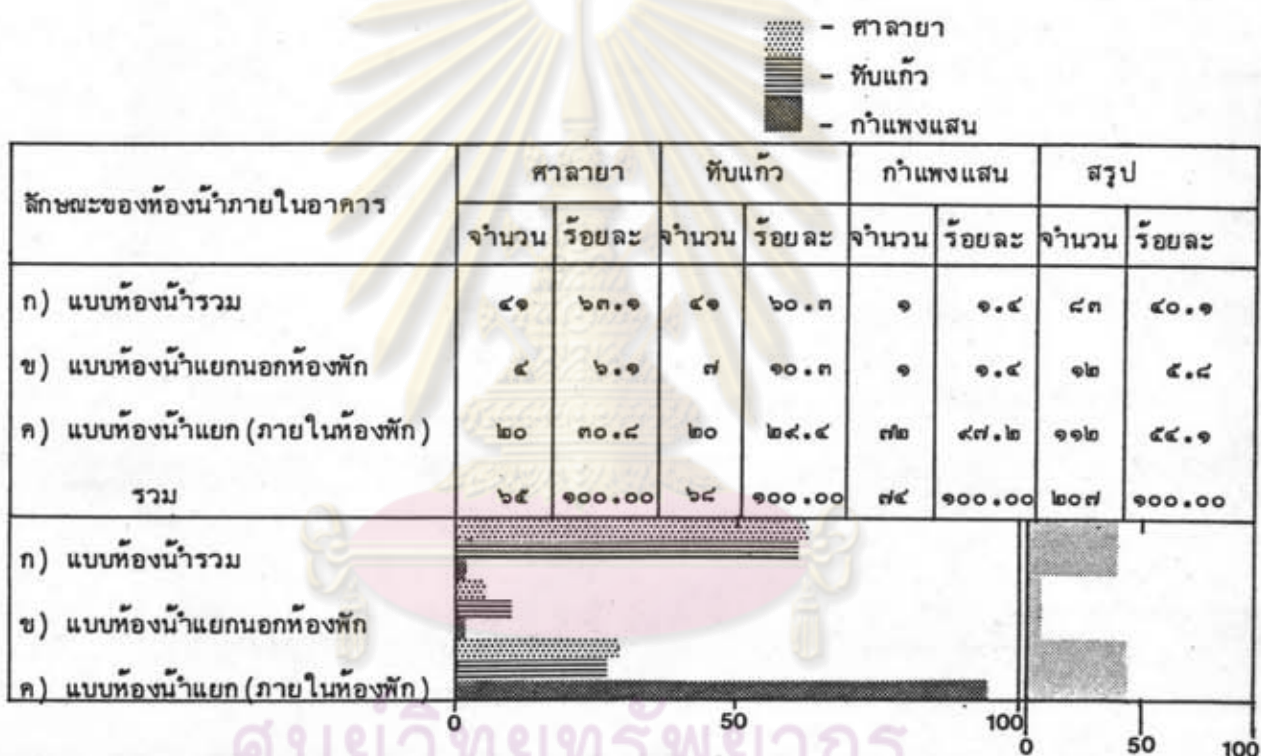 - ศาลายา
- ทับแก้ว
- กำแพงแสน
ลักษณะของห้องน้ำภายในอาคาร ศาลายา ทับแก้ว กำแพงแสน สรุป
จำนวน ร้อยละ จำนวน ร้อยละ จำนวน ร้อยละ จำนวน ร้อยละ
ก) แบบห้องน้ำรวม ๔๑ ๖๓.๑ ๔๑ ๖๐.๓ ๑ ๑.๔ ๘๓ ๔๐.๑
ข) แบบห้องน้ำแยกนอกห้องพัก ๔ ๖.๑ ๗ ๑๐.๓ ๑ ๑.๔ ๑๒ ๕.๘
ค) แบบห้องน้ำแยก (ภายในห้องพัก) ๒๐ ๓๐.๘ ๒๐ ๒๙.๔ ๗๒ ๙๗.๒ ๑๑๒ ๕๔.๑
รวม ๖๕ ๑๐๐.๐๐ ๖๘ ๑๐๐.๐๐ ๗๔ ๑๐๐.๐๐ ๒๐๗ ๑๐๐.๐๐
ก) แบบห้องน้ำรวม
ข) แบบห้องน้ำแยกนอกห้องพัก
ค) แบบห้องน้ำแยก (ภายในห้องพัก)
0 50 100 0 50 100
ศูนย์วิทยทรัพยากร